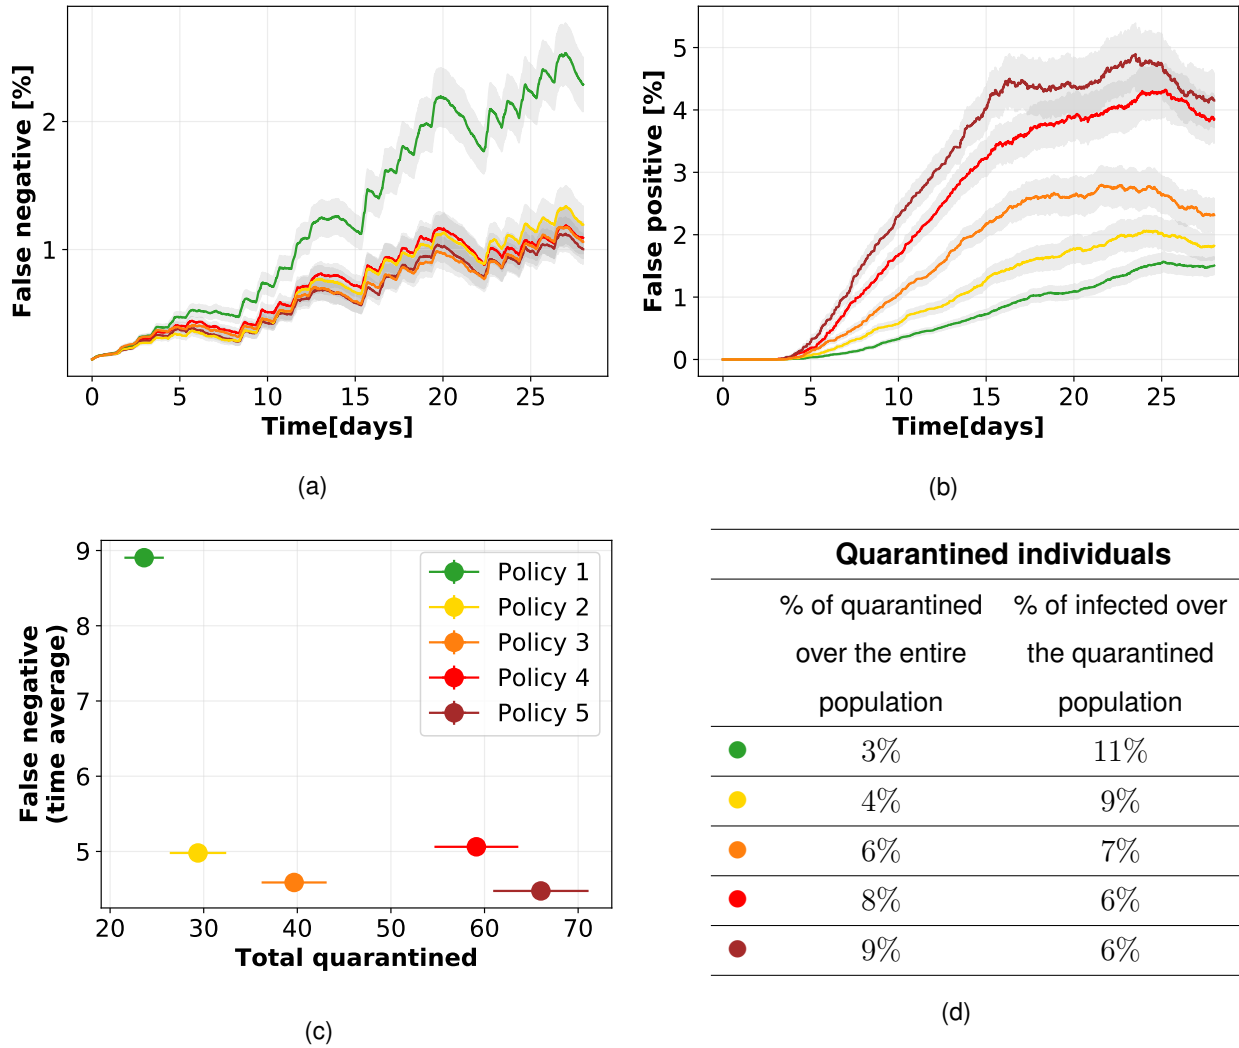 False negative [%]
2
1
0 5 10 15 20 25
Time[days]
(a)
False positive [%]
5
4
3
2
1
0
0 5 10 15 20 25
Time[days]
(b)
False negative
(time average)
9
8
7
6
5
20 30 40 50 60 70
Total quarantined
Policy 1
Policy 2
Policy 3
Policy 4
Policy 5
(c)
Quarantined individuals
% of quarantined % of infected over
over the entire the quarantined
population population
3% 11%
4% 9%
6% 7%
8% 6%
9% 6%
(d)